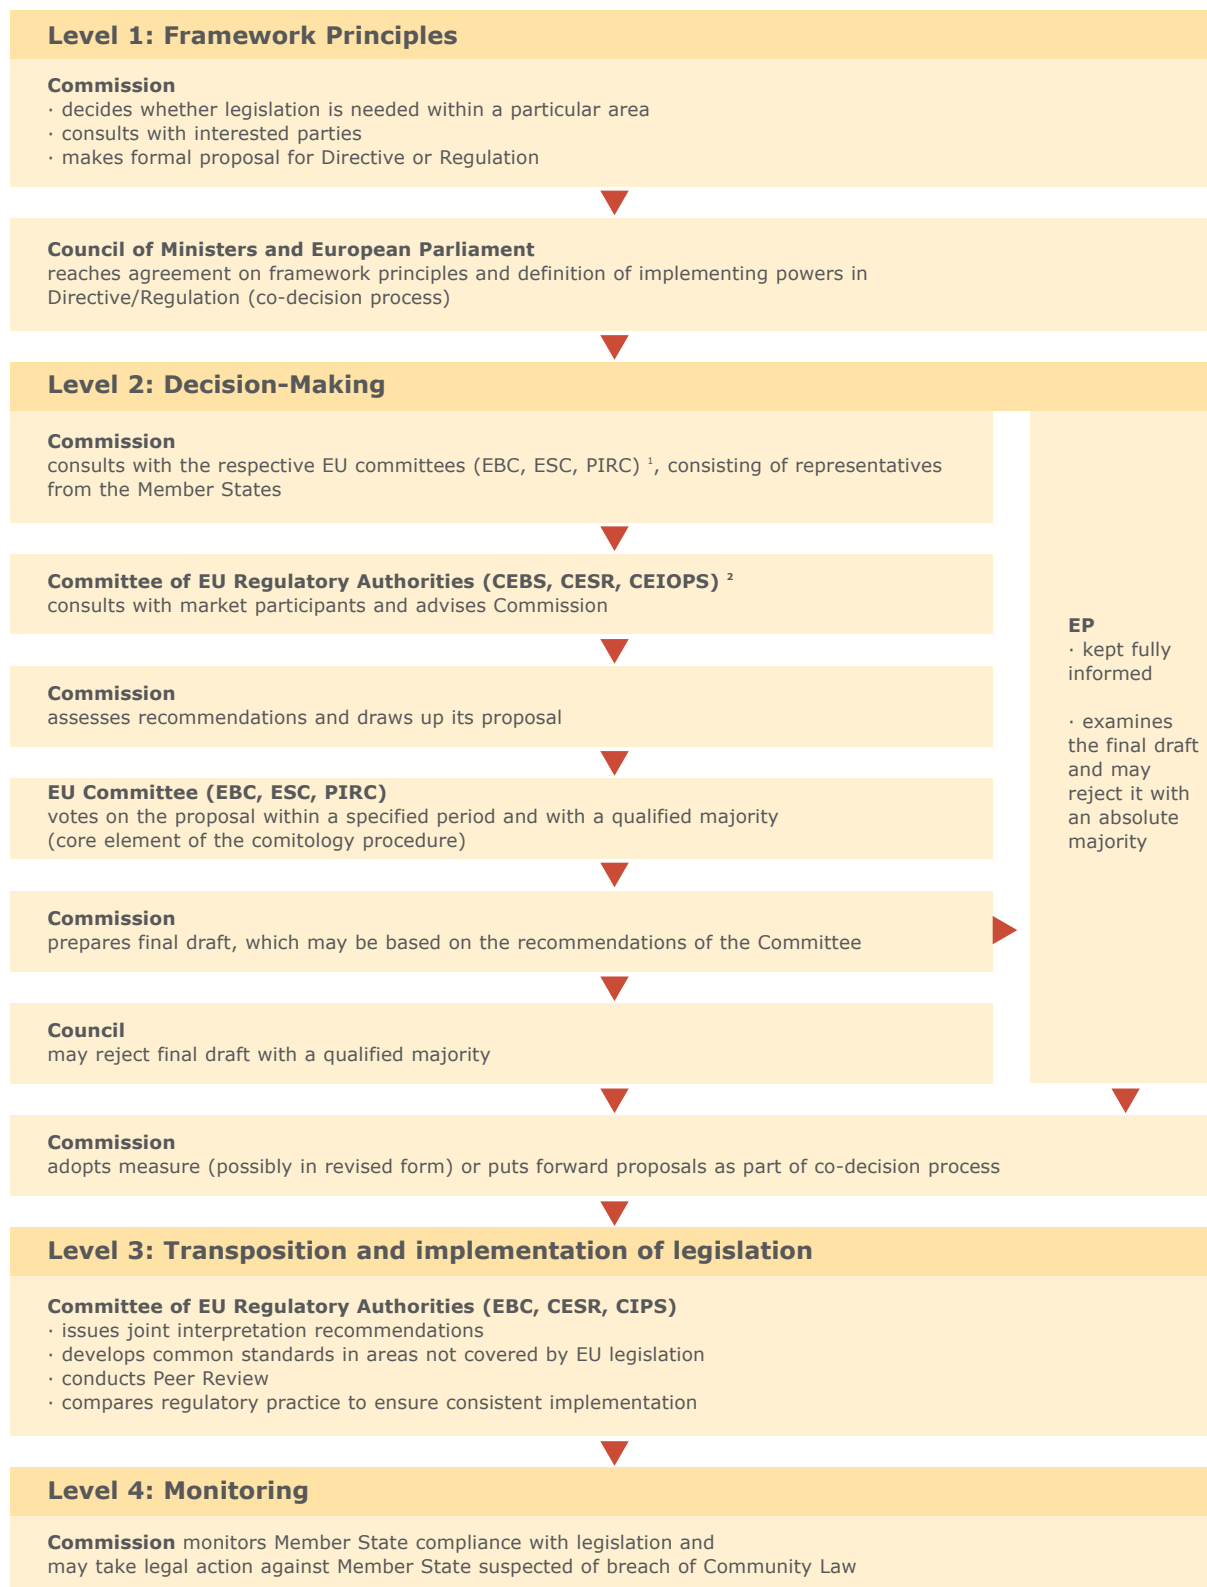 Level 1: Framework Principles
Commission
· decides whether legislation is needed within a particular area
· consults with interested parties
· makes formal proposal for Directive or Regulation
Council of Ministers and European Parliament
reaches agreement on framework principles and definition of implementing powers in
Directive/Regulation (co-decision process)
Level 2: Decision-Making
Commission
consults with the respective EU committees (EBC, ESC, PIRC) ¹, consisting of representatives
from the Member States
Committee of EU Regulatory Authorities (CEBS, CESR, CEIOPS) ²
consults with market participants and advises Commission
Commission
assesses recommendations and draws up its proposal
EU Committee (EBC, ESC, PIRC)
votes on the proposal within a specified period and with a qualified majority
(core element of the comitology procedure)
Commission
prepares final draft, which may be based on the recommendations of the Committee
Council
may reject final draft with a qualified majority
EP
· kept fully
informed
· examines
the final draft
and may
reject it with
an absolute
majority
Commission
adopts measure (possibly in revised form) or puts forward proposals as part of co-decision process
Level 3: Transposition and implementation of legislation
Committee of EU Regulatory Authorities (EBC, CESR, CIPS)
· issues joint interpretation recommendations
· develops common standards in areas not covered by EU legislation
· conducts Peer Review
· compares regulatory practice to ensure consistent implementation
Level 4: Monitoring
Commission monitors Member State compliance with legislation and
may take legal action against Member State suspected of breach of Community Law